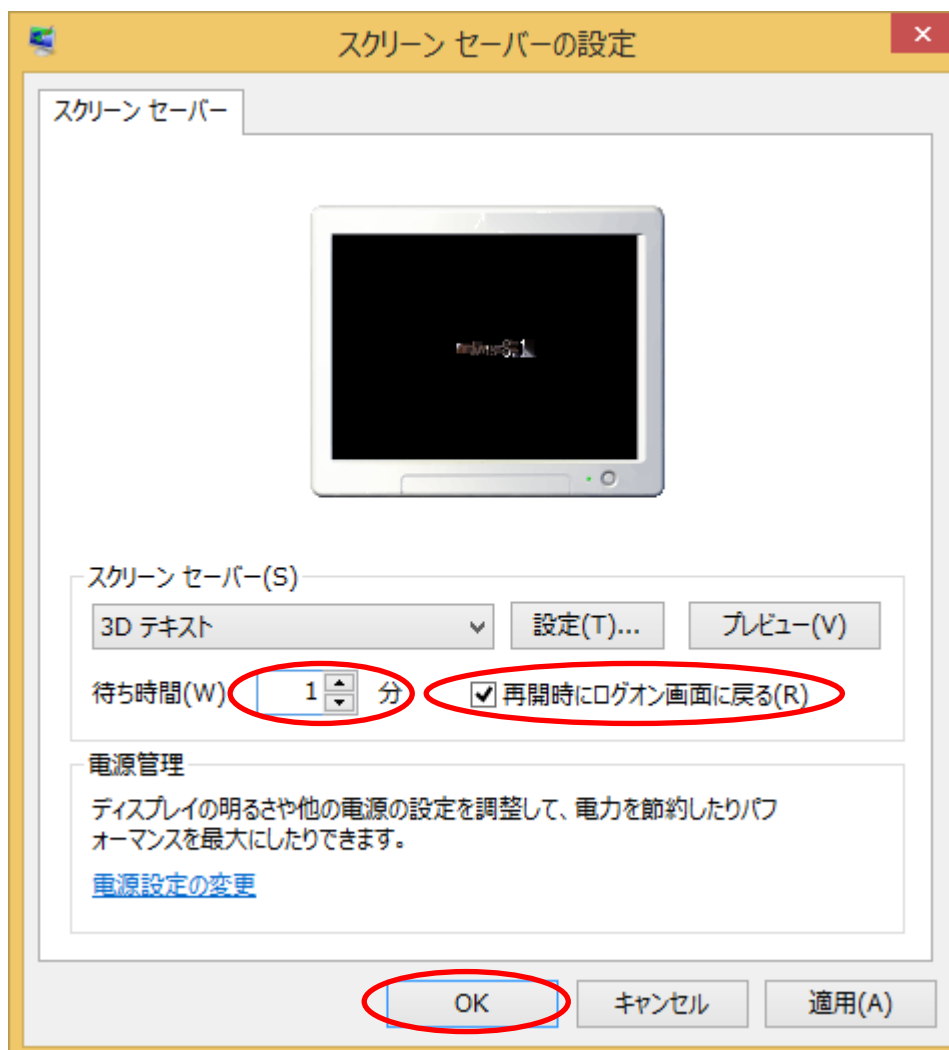 スクリーン セーバーの設定
スクリーン セーバー
スクリーン セーバー(S)
3D テキスト
設定(T)...
プレビュー(V)
待ち時間(W)
1
分
再開時にログオン画面に戻る(R)
電源管理
ディスプレイの明るさや他の電源の設定を調整して、電力を節約したりパフ
ォーマンスを最大にしたりできます。
電源設定の変更
OK
キャンセル
適用(A)